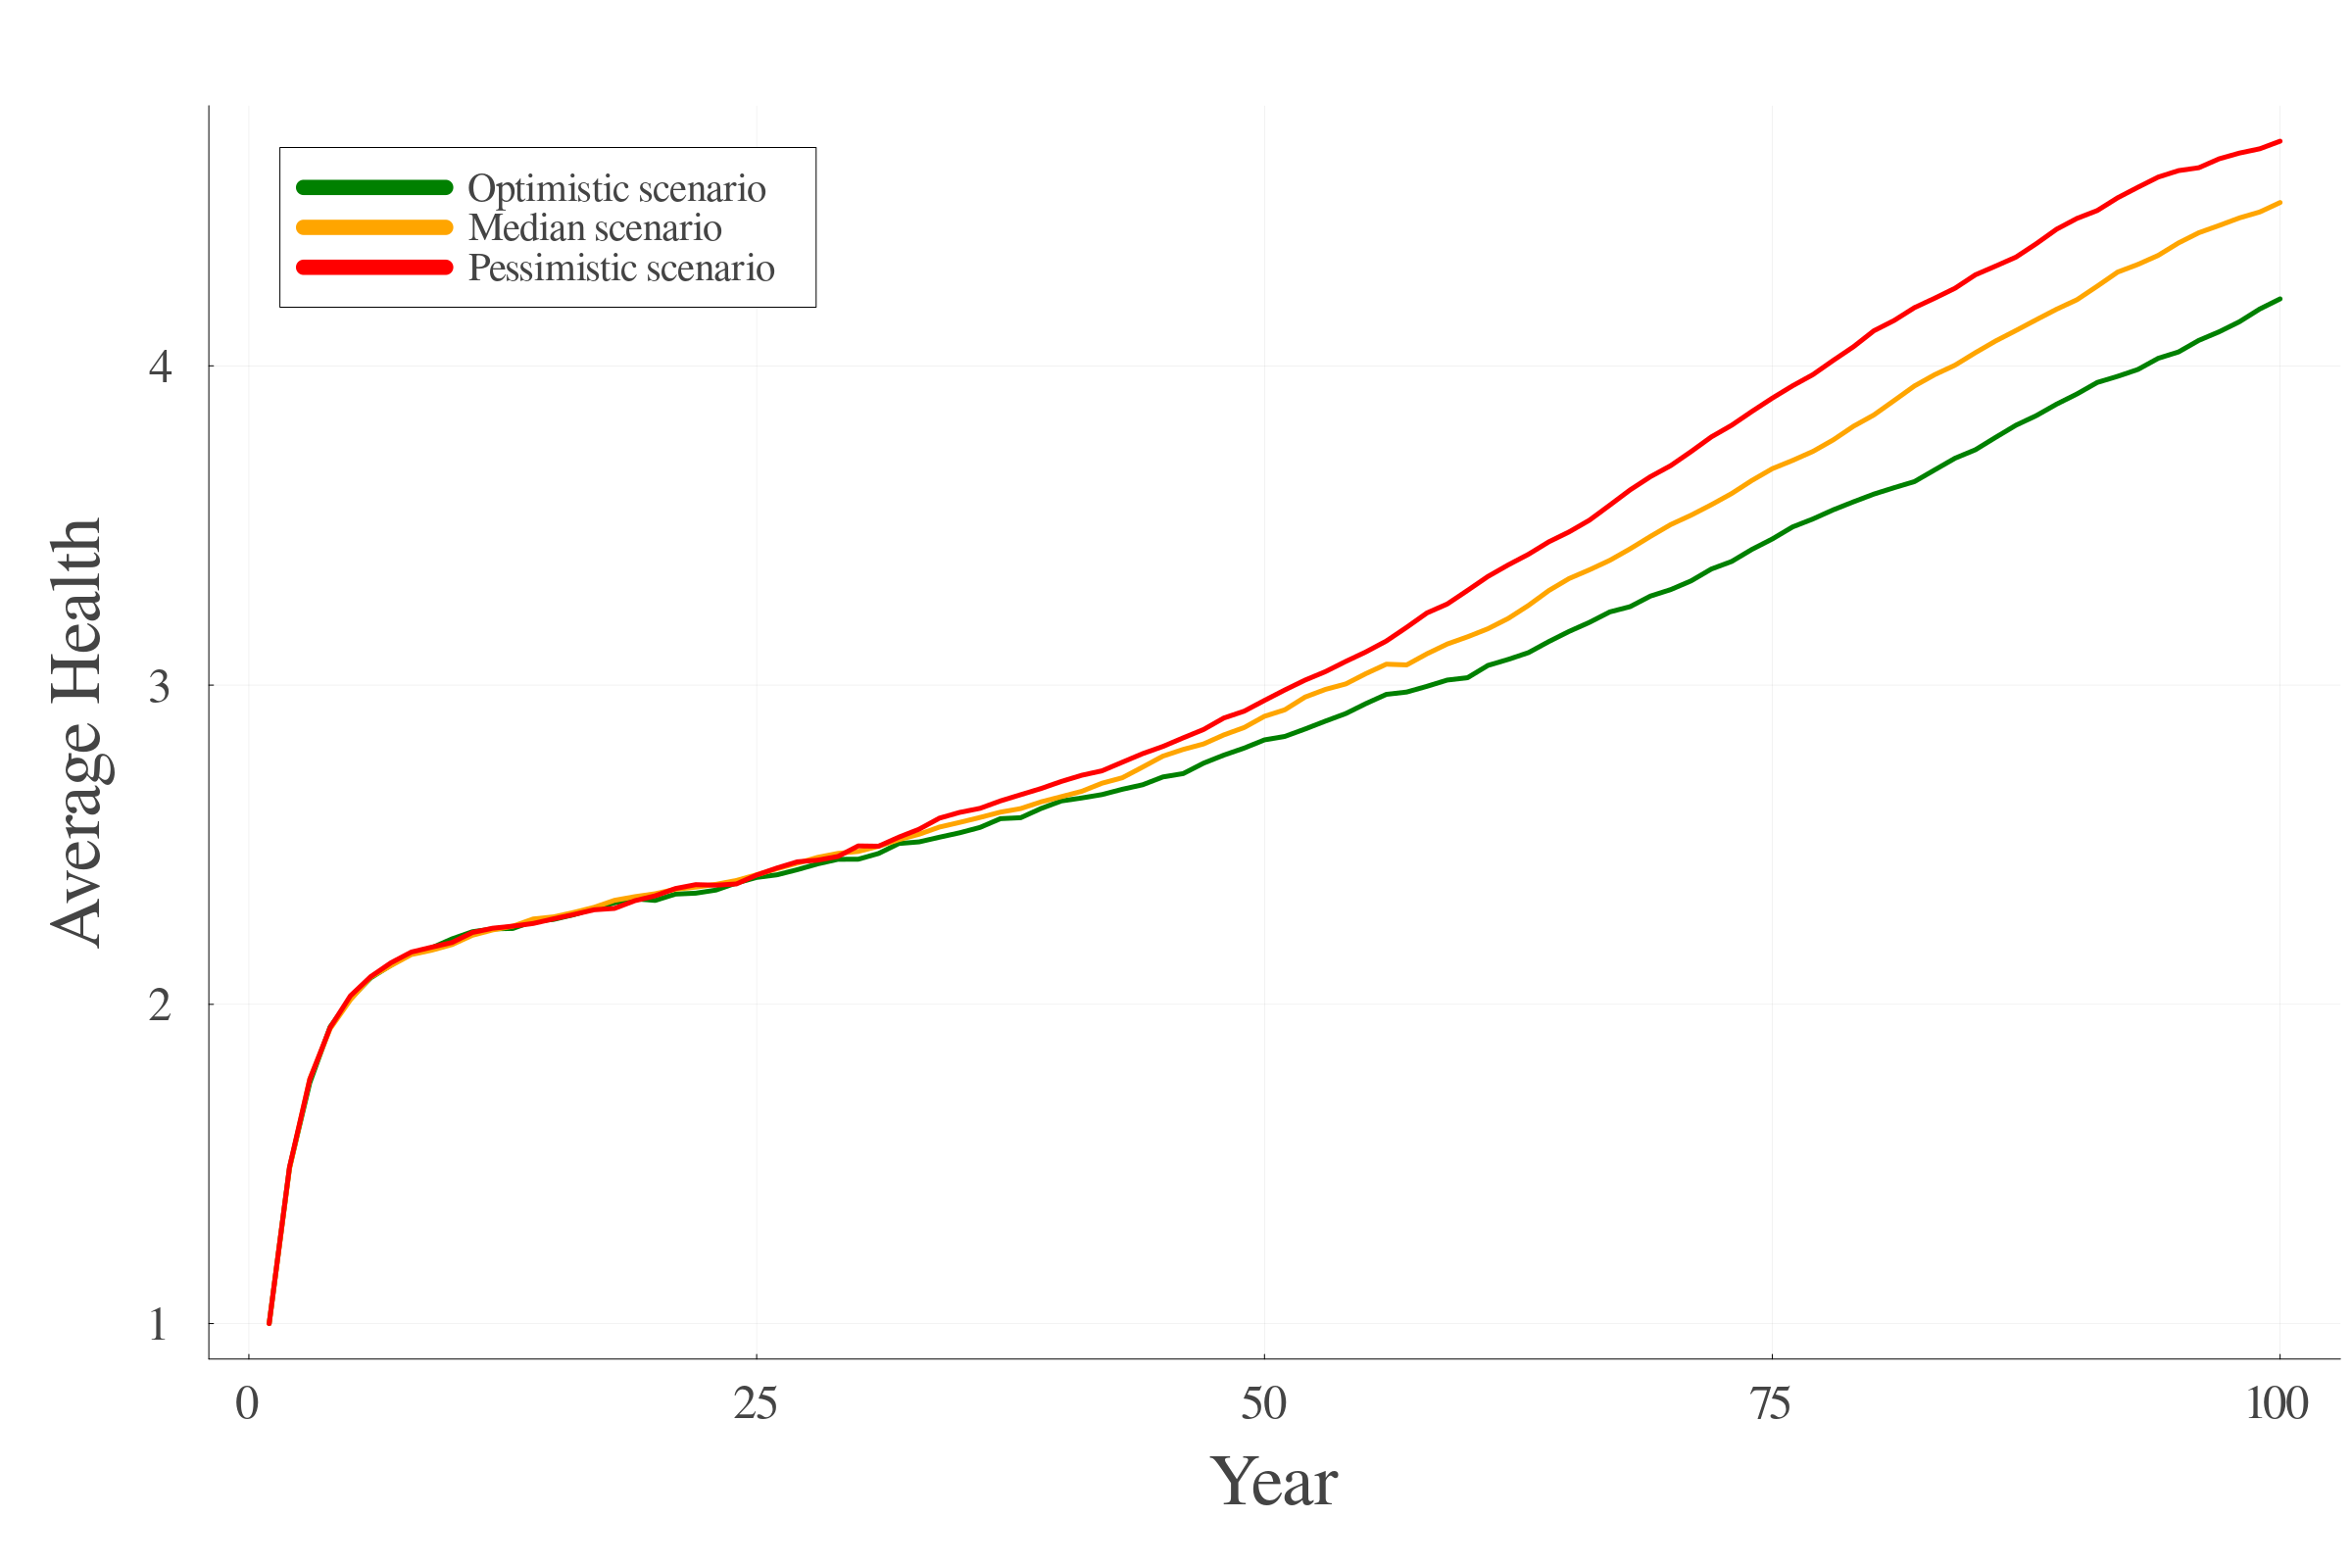 Optimistic scenario
Median scenario
Pessimistic scenario
4
3
2
1
Average Health
0 25 50 75 100
Year